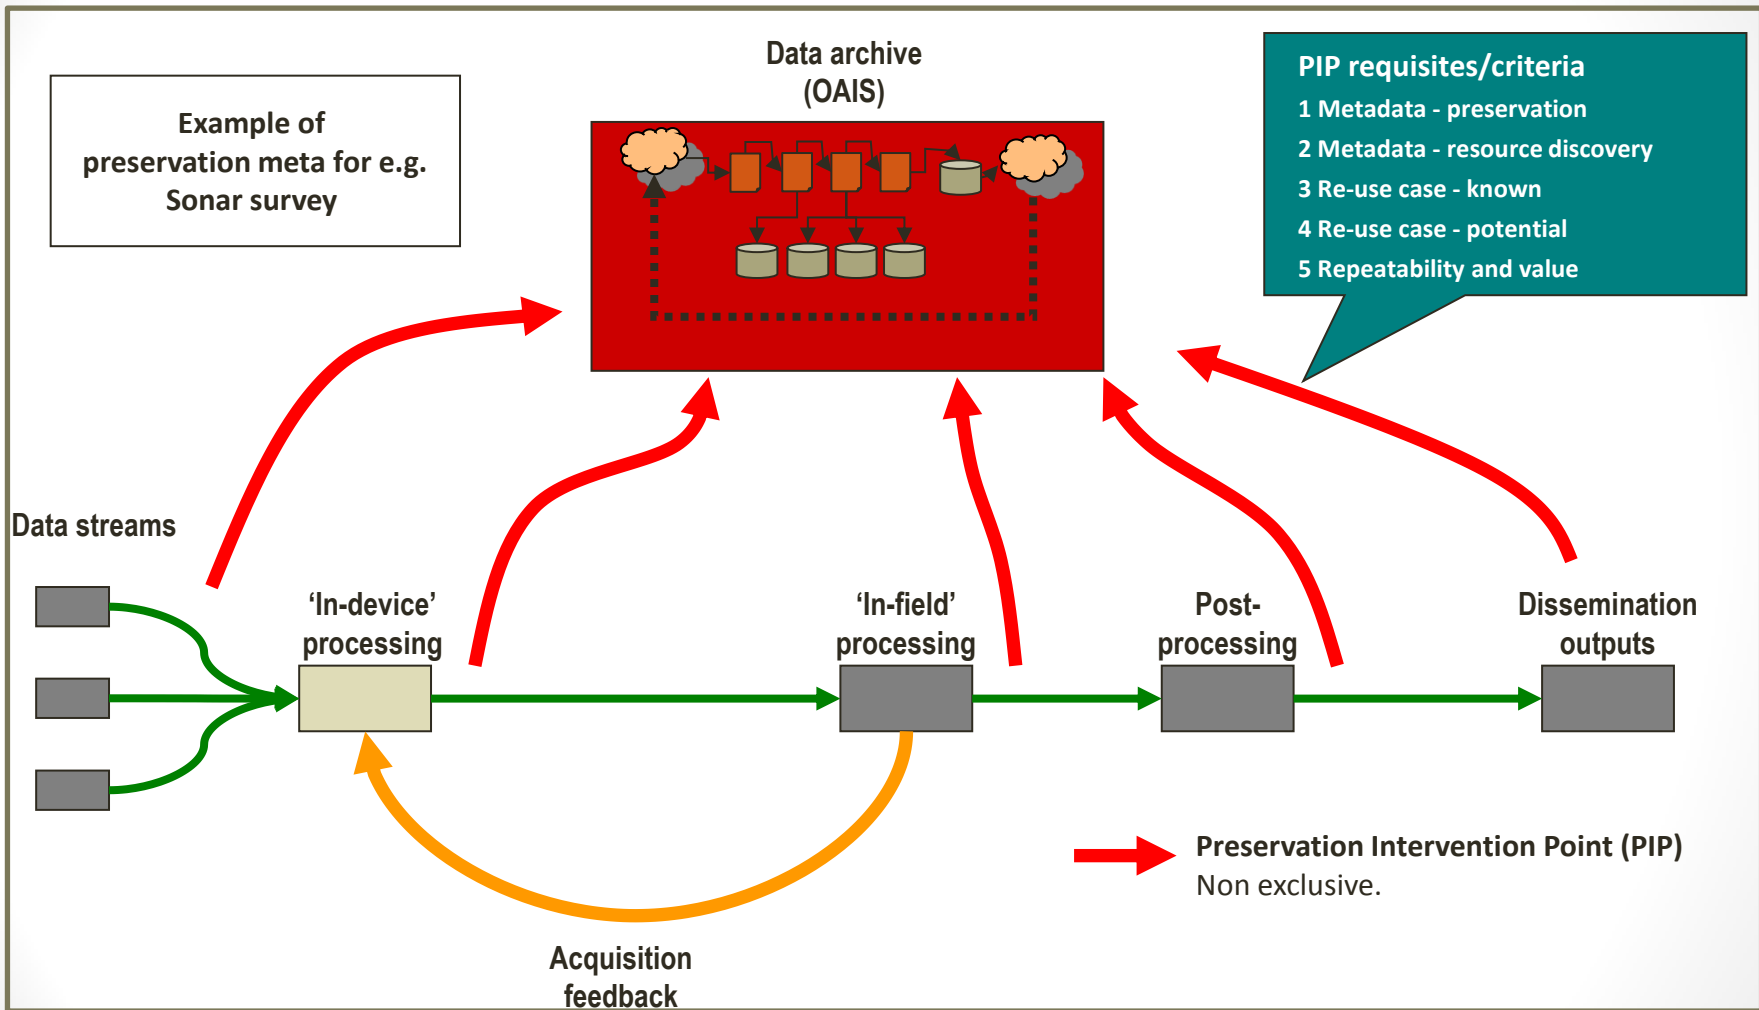 Data archive
(OAIS)
Example of
preservation meta for e.g.
Sonar survey
PIP requisites/criteria
1 Metadata - preservation
2 Metadata - resource discovery
3 Re-use case - known
4 Re-use case - potential
5 Repeatability and value
Data streams
‘In-device’
processing
‘In-field’
processing
Post-
processing
Dissemination
outputs
Preservation Intervention Point (PIP)
Non exclusive.
Acquisition
feedback